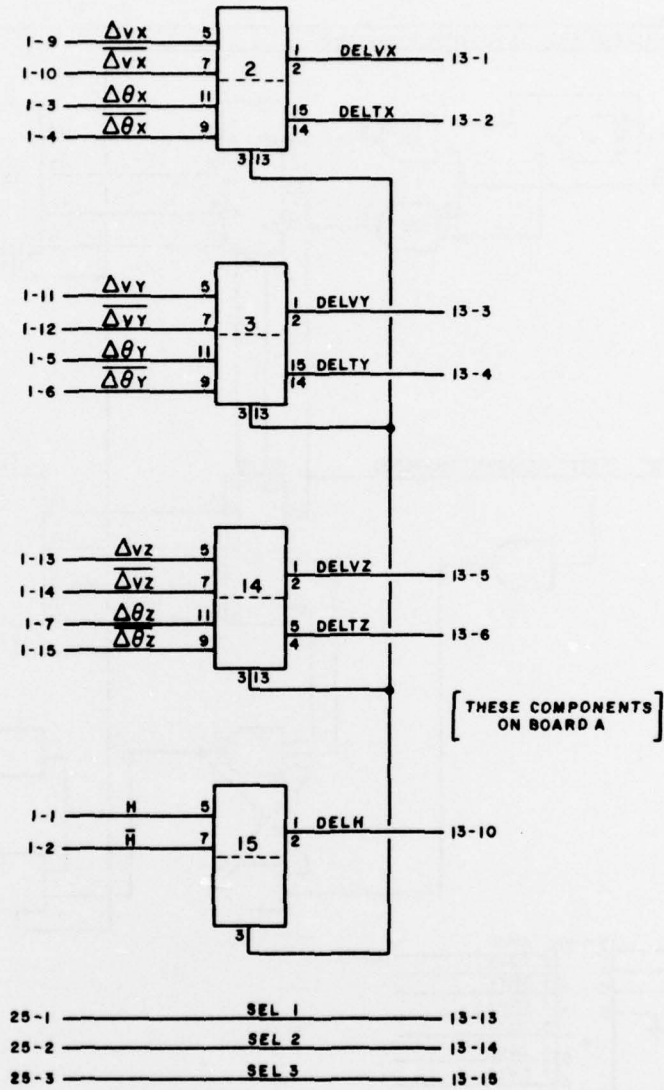 ΔVX 5
1-9
1 DELVX 13-1
1-10 Δ̅V̅X̅ 7
2
2
1-3 ΔθX 11
15 DELTX 13-2
1-4 Δ̅θ̅X̅ 9
14
3 13
1-11 ΔVY 5
1 DELVY 13-3
1-12 Δ̅V̅Y̅ 7
3
2
1-5 ΔθY 11
15 DELTY 13-4
1-6 Δ̅θ̅Y̅ 9
14
3 13
1-13 ΔVZ 5
1 DELVZ 13-5
1-14 Δ̅V̅Z̅ 7
14
2
1-7 ΔθZ 11
5 DELTZ 13-6
1-15 Δ̅θ̅Z̅ 9
4
3 13
[THESE COMPONENTS
ON BOARD A]
1-1 H 5
1 DELH 13-10
1-2 H̅ 7
15
2
3
25-1 SEL 1 13-13
25-2 SEL 2 13-14
25-3 SEL 3 13-15